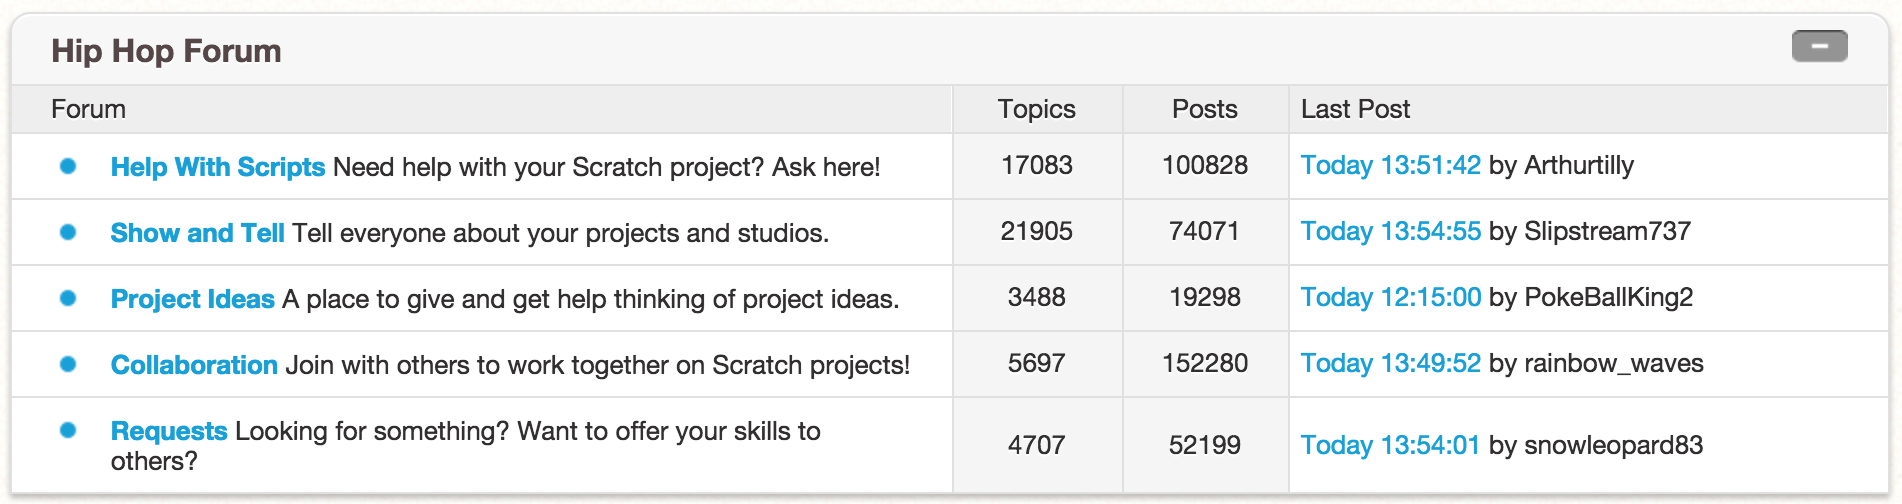 Hip Hop Forum
Forum Topics Posts Last Post
Help With Scripts Need help with your Scratch project? Ask here! 17083 100828 Today 13:51:42 by Arthurtilly
Show and Tell Tell everyone about your projects and studios. 21905 74071 Today 13:54:55 by Slipstream737
Project Ideas A place to give and get help thinking of project ideas. 3488 19298 Today 12:15:00 by PokeBallKing2
Collaboration Join with others to work together on Scratch projects! 5697 152280 Today 13:49:52 by rainbow_waves
Requests Looking for something? Want to offer your skills to
others? 4707 52199 Today 13:54:01 by snowleopard83